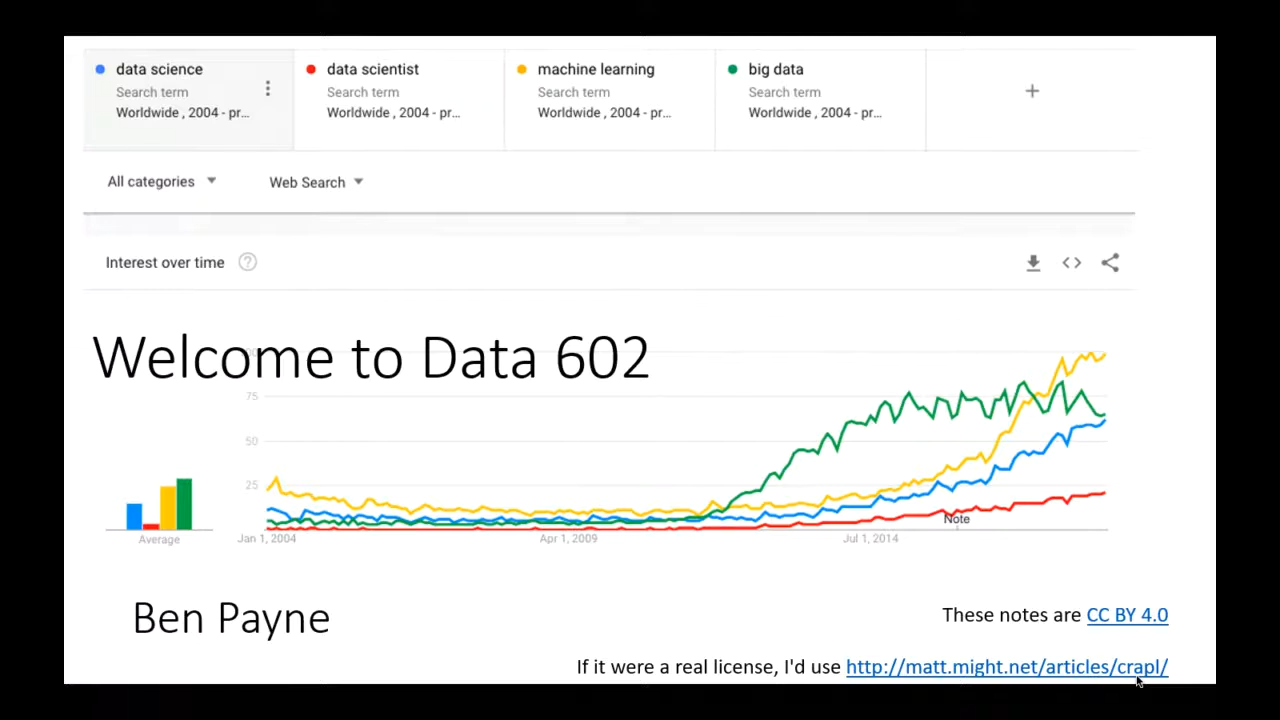 data science
Search term
Worldwide , 2004 - pr...
data scientist
Search term
Worldwide , 2004 - pr...
machine learning
Search term
Worldwide , 2004 - pr...
big data
Search term
Worldwide , 2004 - pr...
+
All categories
Web Search
Interest over time ?
Welcome to Data 602
75
50
25
Note
Average
Jan 1, 2004
Apr 1, 2009
Jul 1, 2014
Ben Payne
These notes are CC BY 4.0
If it were a real license, I'd use http://matt.might.net/articles/crapl/